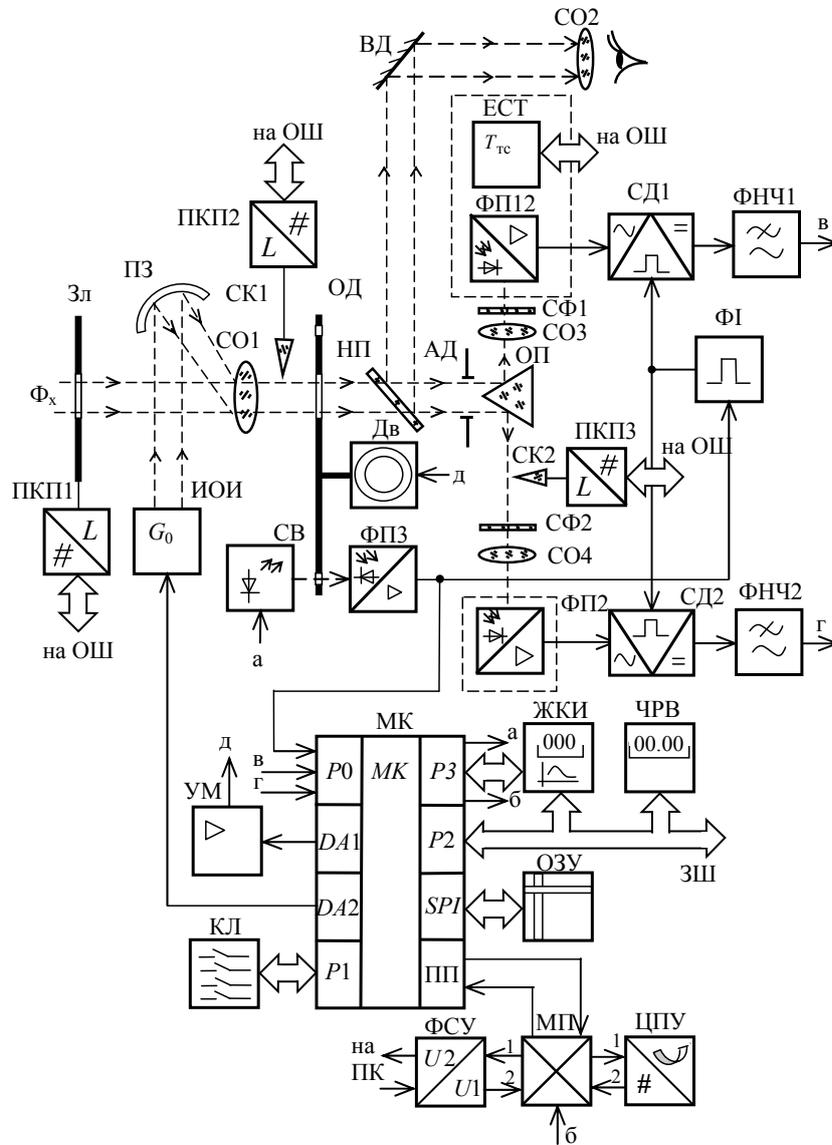 СО2
ВД
ЕСТ
на ОШ
Tтс
на ОШ
ФП12
СД1
ФНЧ1
в
ПКП2
#
L
~
=
ПЗ
СК1
ОД
Зл
СО1
НП
АД
СФ1
СО3
ОП
ФІ
Фх
Дв
ПКП3
на ОШ
СК2
#
L
д
ПКП1
ИОИ
L
#
G0
СВ
ФП3
СФ2
СО4
на ОШ
а
ФП2
СД2
ФНЧ2
~
=
г
МК
ЖКИ
ЧРВ
д
а
000
00.00
в
P0
MK
P3
г
УМ
б
DA1
P2
ОЗУ
ЗШ
DA2
SPI
КЛ
P1
ПП
ФСУ
МП
ЦПУ
на
ПК
U2
U1
1
2
1
2
#
б